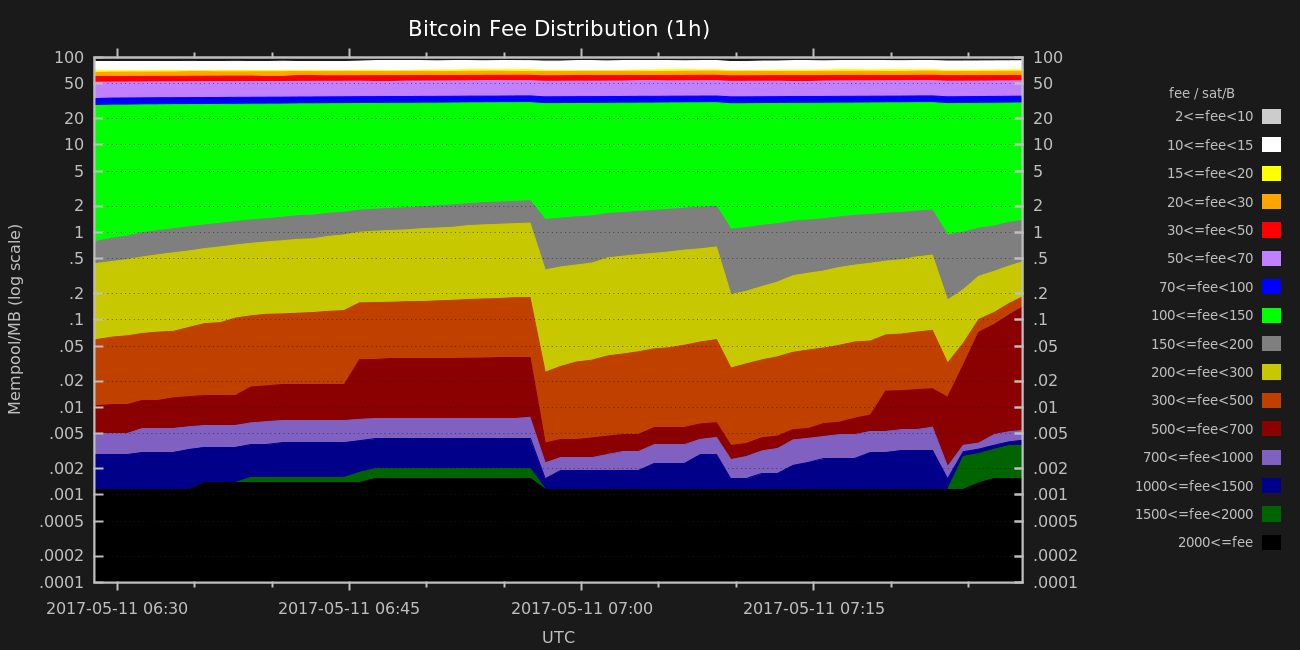 Bitcoin Fee Distribution (1h)
Mempool/MB (log scale)
100
50
20
10
5
2
1
.5
.2
.1
.05
.02
.01
.005
.002
.001
.0005
.0002
.0001
100
50
20
10
5
2
1
.5
.2
.1
.05
.02
.01
.005
.002
.001
.0005
.0002
.0001
2017-05-11 06:30
2017-05-11 06:45
2017-05-11 07:00
2017-05-11 07:15
UTC
fee / sat/B
2<=fee<10
10<=fee<15
15<=fee<20
20<=fee<30
30<=fee<50
50<=fee<70
70<=fee<100
100<=fee<150
150<=fee<200
200<=fee<300
300<=fee<500
500<=fee<700
700<=fee<1000
1000<=fee<1500
1500<=fee<2000
2000<=fee